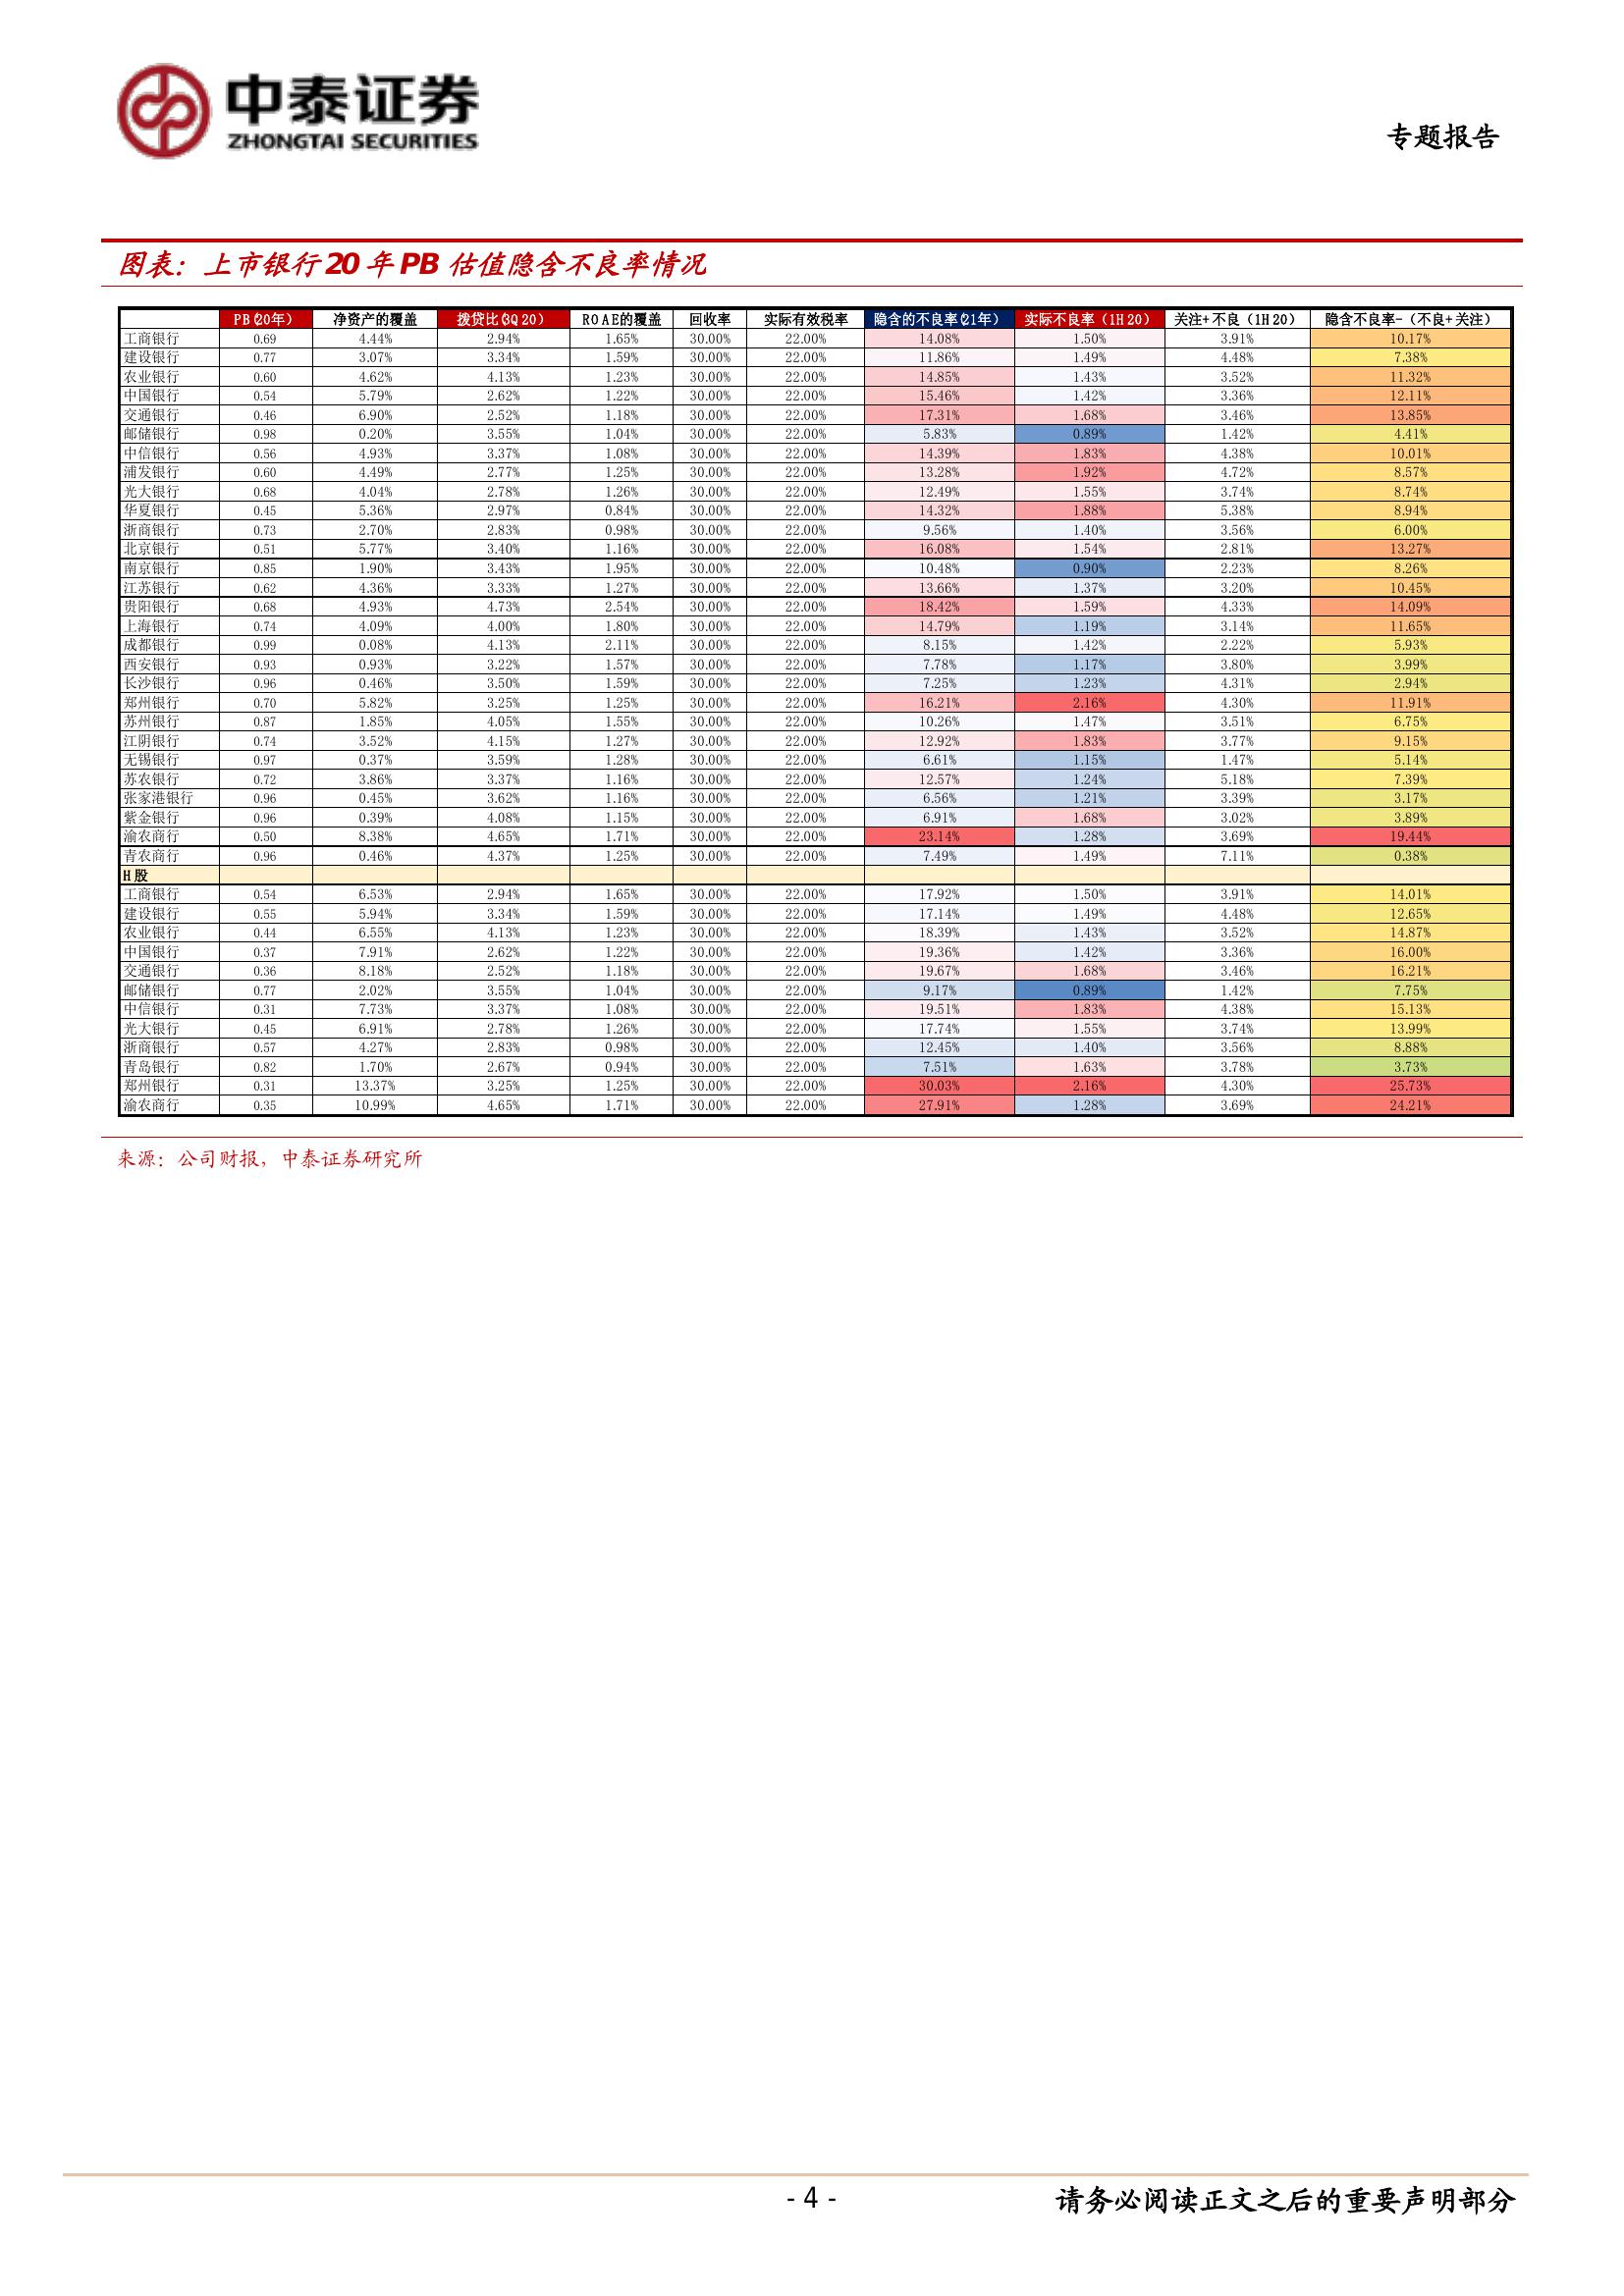 中泰证券
ZHONGTAI SECURITIES
专题报告
图表：上市银行20年PB估值隐含不良率情况
PB(20年） 净资产的覆盖 拨贷比(3Q20） ROAE的覆盖 回收率 实际有效税率 隐含的不良率(21年） 实际不良率（1H20） 关注+不良（1H20） 隐含不良率-（不良+关注）
工商银行 0.69 4.44% 2.94% 1.65% 30.00% 22.00% 14.08% 1.50% 3.91% 10.17%
建设银行 0.77 3.07% 3.34% 1.59% 30.00% 22.00% 11.86% 1.49% 4.48% 7.38%
农业银行 0.60 4.62% 4.13% 1.23% 30.00% 22.00% 14.85% 1.43% 3.52% 11.32%
中国银行 0.54 5.79% 2.62% 1.22% 30.00% 22.00% 15.46% 1.42% 3.36% 12.11%
交通银行 0.46 6.90% 2.52% 1.18% 30.00% 22.00% 17.31% 1.68% 3.46% 13.85%
邮储银行 0.98 0.20% 3.55% 1.04% 30.00% 22.00% 5.83% 0.89% 1.42% 4.41%
中信银行 0.56 4.93% 3.37% 1.08% 30.00% 22.00% 14.39% 1.83% 4.38% 10.01%
浦发银行 0.60 4.49% 2.77% 1.25% 30.00% 22.00% 13.28% 1.92% 4.72% 8.57%
光大银行 0.68 4.04% 2.78% 1.26% 30.00% 22.00% 12.49% 1.55% 3.74% 8.74%
华夏银行 0.45 5.36% 2.97% 0.84% 30.00% 22.00% 14.32% 1.88% 5.38% 8.94%
浙商银行 0.73 2.70% 2.83% 0.98% 30.00% 22.00% 9.56% 1.40% 3.56% 6.00%
北京银行 0.51 5.77% 3.40% 1.16% 30.00% 22.00% 16.08% 1.54% 2.81% 13.27%
南京银行 0.85 1.90% 3.43% 1.95% 30.00% 22.00% 10.48% 0.90% 2.23% 8.26%
江苏银行 0.62 4.36% 3.33% 1.27% 30.00% 22.00% 13.66% 1.37% 3.20% 10.45%
贵阳银行 0.68 4.93% 4.73% 2.54% 30.00% 22.00% 18.42% 1.59% 4.33% 14.09%
上海银行 0.74 4.09% 4.00% 1.80% 30.00% 22.00% 14.79% 1.19% 3.14% 11.65%
成都银行 0.99 0.08% 4.13% 2.11% 30.00% 22.00% 8.15% 1.42% 2.22% 5.93%
西安银行 0.93 0.93% 3.22% 1.57% 30.00% 22.00% 7.78% 1.17% 3.80% 3.99%
长沙银行 0.96 0.46% 3.50% 1.59% 30.00% 22.00% 7.25% 1.23% 4.31% 2.94%
郑州银行 0.70 5.82% 3.25% 1.25% 30.00% 22.00% 16.21% 2.16% 4.30% 11.91%
苏州银行 0.87 1.85% 4.05% 1.55% 30.00% 22.00% 10.26% 1.47% 3.51% 6.75%
江阴银行 0.74 3.52% 4.15% 1.27% 30.00% 22.00% 12.92% 1.83% 3.77% 9.15%
无锡银行 0.97 0.37% 3.59% 1.28% 30.00% 22.00% 6.61% 1.15% 1.47% 5.14%
苏农银行 0.72 3.86% 3.37% 1.16% 30.00% 22.00% 12.57% 1.24% 5.18% 7.39%
张家港银行 0.96 0.45% 3.62% 1.16% 30.00% 22.00% 6.56% 1.21% 3.39% 3.17%
紫金银行 0.96 0.39% 4.08% 1.15% 30.00% 22.00% 6.91% 1.68% 3.02% 3.89%
渝农商行 0.50 8.38% 4.65% 1.71% 30.00% 22.00% 23.14% 1.28% 3.69% 19.44%
青农商行 0.96 0.46% 4.37% 1.25% 30.00% 22.00% 7.49% 1.49% 7.11% 0.38%
H股
工商银行 0.54 6.53% 2.94% 1.65% 30.00% 22.00% 17.92% 1.50% 3.91% 14.01%
建设银行 0.55 5.94% 3.34% 1.59% 30.00% 22.00% 17.14% 1.49% 4.48% 12.65%
农业银行 0.44 6.55% 4.13% 1.23% 30.00% 22.00% 18.39% 1.43% 3.52% 14.87%
中国银行 0.37 7.91% 2.62% 1.22% 30.00% 22.00% 19.36% 1.42% 3.36% 16.00%
交通银行 0.36 8.18% 2.52% 1.18% 30.00% 22.00% 19.67% 1.68% 3.46% 16.21%
邮储银行 0.77 2.02% 3.55% 1.04% 30.00% 22.00% 9.17% 0.89% 1.42% 7.75%
中信银行 0.31 7.73% 3.37% 1.08% 30.00% 22.00% 19.51% 1.83% 4.38% 15.13%
光大银行 0.45 6.91% 2.78% 1.26% 30.00% 22.00% 17.74% 1.55% 3.74% 13.99%
浙商银行 0.57 4.27% 2.83% 0.98% 30.00% 22.00% 12.45% 1.40% 3.56% 8.88%
青岛银行 0.82 1.70% 2.67% 0.94% 30.00% 22.00% 7.51% 1.63% 3.78% 3.73%
郑州银行 0.31 13.37% 3.25% 1.25% 30.00% 22.00% 30.03% 2.16% 4.30% 25.73%
渝农商行 0.35 10.99% 4.65% 1.71% 30.00% 22.00% 27.91% 1.28% 3.69% 24.21%
来源：公司财报，中泰证券研究所
- 4 -
请务必阅读正文之后的重要声明部分